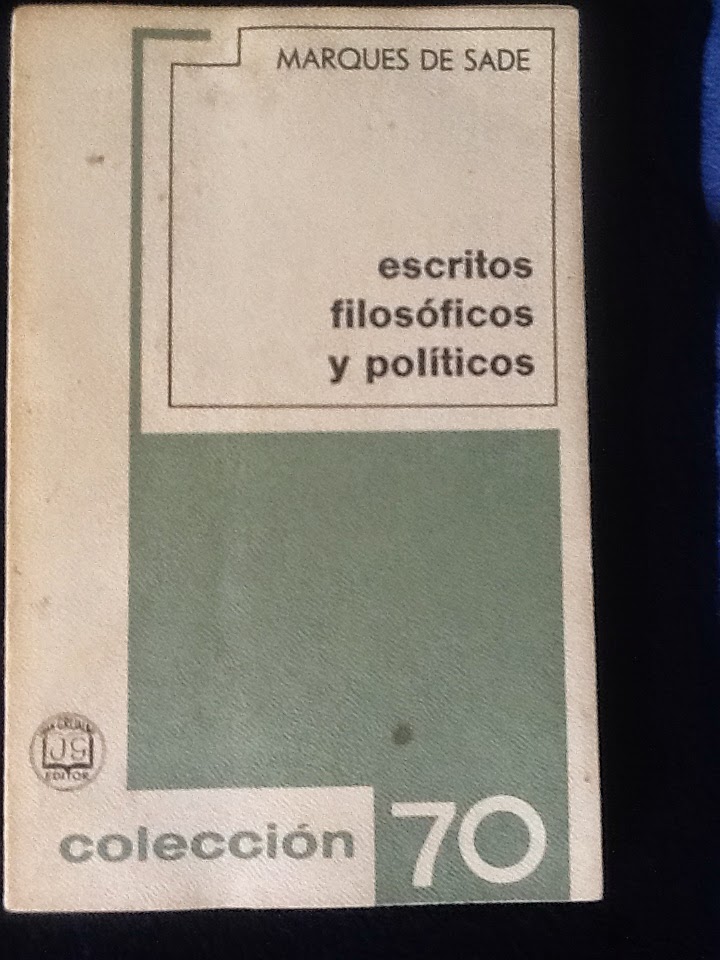 MARQUES DE SADE
escritos
filosóficos
y políticos
JG
EDITOR
colección
70